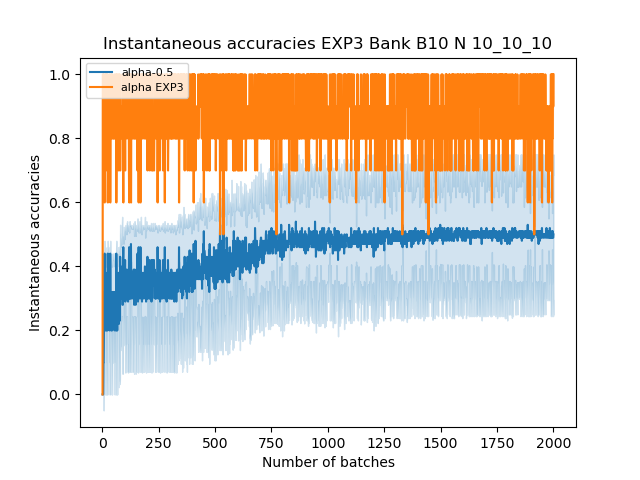 Instantaneous accuracies EXP3 Bank B10 N 10_10_10
alpha-0.5
alpha EXP3
1.0
0.8
0.6
0.4
0.2
0.0
Instantaneous accuracies
0 250 500 750 1000 1250 1500 1750 2000
Number of batches